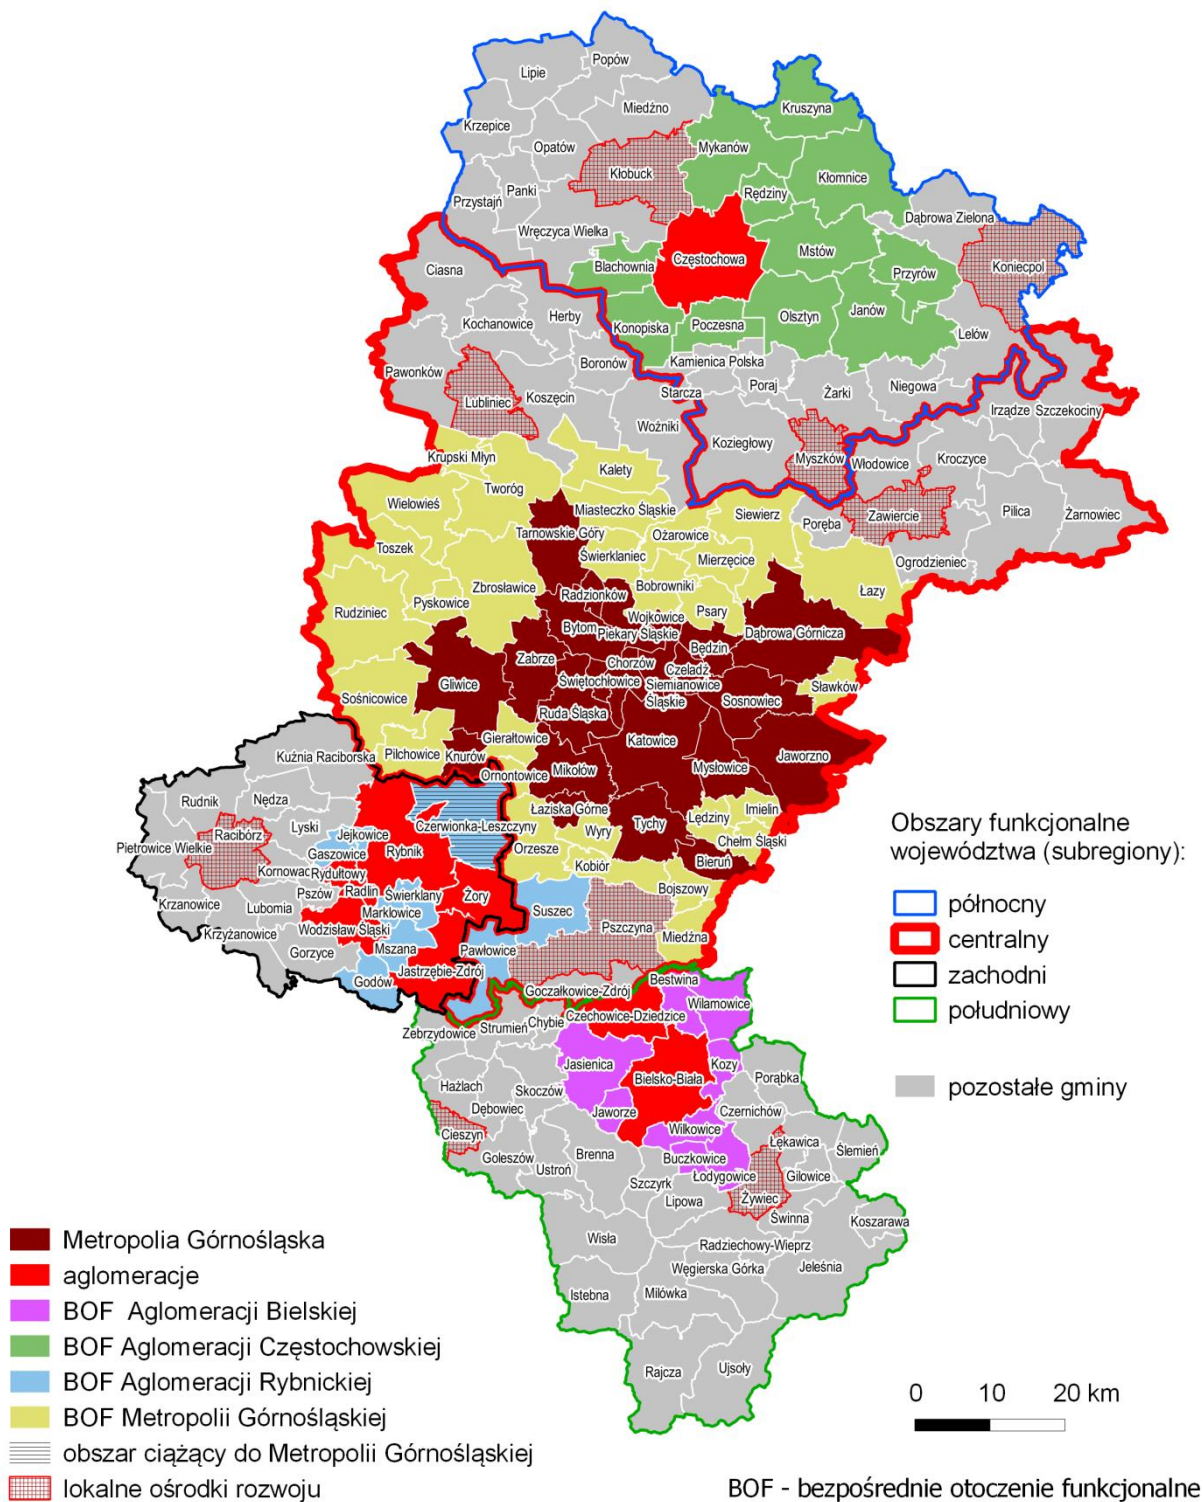 Popów
Lipie
Kruszyna
Miedźno
Krzepice
Opatów
Mykanów
Kłobuck
Kłomnice
Rędziny
Panki
Przystajń
Dąbrowa Zielona
Wręczyca Wielka
Mstów
Częstochowa
Blachownia
Koniecpol
Ciasna
Przyrów
Herby
Janów
Olsztyn
Kochanowice
Konopiska
Poczesna
Lelów
Boronów
Kamienica Polska
Pawonków
Poraj
Niegowa
Żarki
Starcza
Koszęcin
Lubliniec
Irządze
Szczekociny
Woźniki
Koziegłowy
Krupski Młyn
Myszków
Kroczyce
Włodowice
Kalety
Tworóg
Wielowieś
Miasteczko Śląskie
Siewierz
Pilica
Zawiercie
Żarnowiec
Poręba
Tarnowskie Góry
Ożarowice
Toszek
Świerklaniec
Mierzęcice
Ogrodzieniec
Zbrosławice
Bobrowniki
Łazy
Radzionków
Pyskowice
Rudziniec
Psary
Wojkowice
Bytom
Piekary Śląskie
Dąbrowa Górnicza
Będzin
Zabrze
Chorzów
Czeladź
Gliwice
Świętochłowice
Siemianowice
Śląskie
Sławków
Sośnicowice
Sosnowiec
Ruda Śląska
Gierałtowice
Katowice
Kuźnia Raciborska
Pilchowice
Knurów
Jaworzno
Mysłowice
Mikołów
Ornontowice
Rudnik
Nędza
Łaziska Górne
Imielin
Lędziny
Lyski
Racibórz
Jejkowice
Czerwionka-Leszczyny
Tychy
Wyry
Chełm Śląski
Pietrowice Wielkie
Gaszowice
Rybnik
Orzesze
Kornowac
Rydułtowy
Kobiór
Bieruń
Pszów
Radlin
Świerklany
Żory
Bojszowy
Krzanowice
Lubomia
Marklowice
Suszec
Krzyżanowice
Wodzisław Śląski
Pszczyna
Gorzyce
Mszana
Pawłowice
Miedźna
Godów
Jastrzębie-Zdrój
Bestwina
Goczałkowice-Zdrój
Wilamowice
Czechowice-Dziedzice
Chybie
Strumień
Zebrzydowice
Jasienica
Kozy
Bielsko-Biała
Porąbka
Hażlach
Skoczów
Dębowiec
Jaworze
Czernichów
Wilkowice
Cieszyn
Łękawica
Ślemień
Goleszów
Brenna
Buczkowice
Ustroń
Łodygowice
Gilowice
Szczyrk
Lipowa
Żywiec
Świnna
Koszarawa
Wisła
Radziechowy-Wieprz
Węgierska Górka
Jeleśnia
Istebna
Milówka
Rajcza
Ujsoły
Obszary funkcjonalne
województwa (subregiony):
północny
centralny
zachodni
południowy
pozostałe gminy
Metropolia Górnośląska
aglomeracje
BOF Aglomeracji Bielskiej
BOF Aglomeracji Częstochowskiej
BOF Aglomeracji Rybnickiej
BOF Metropolii Górnośląskiej
obszar ciążący do Metropolii Górnośląskiej
lokalne ośrodki rozwoju
0 10 20 km
BOF - bezpośrednie otoczenie funkcjonalne